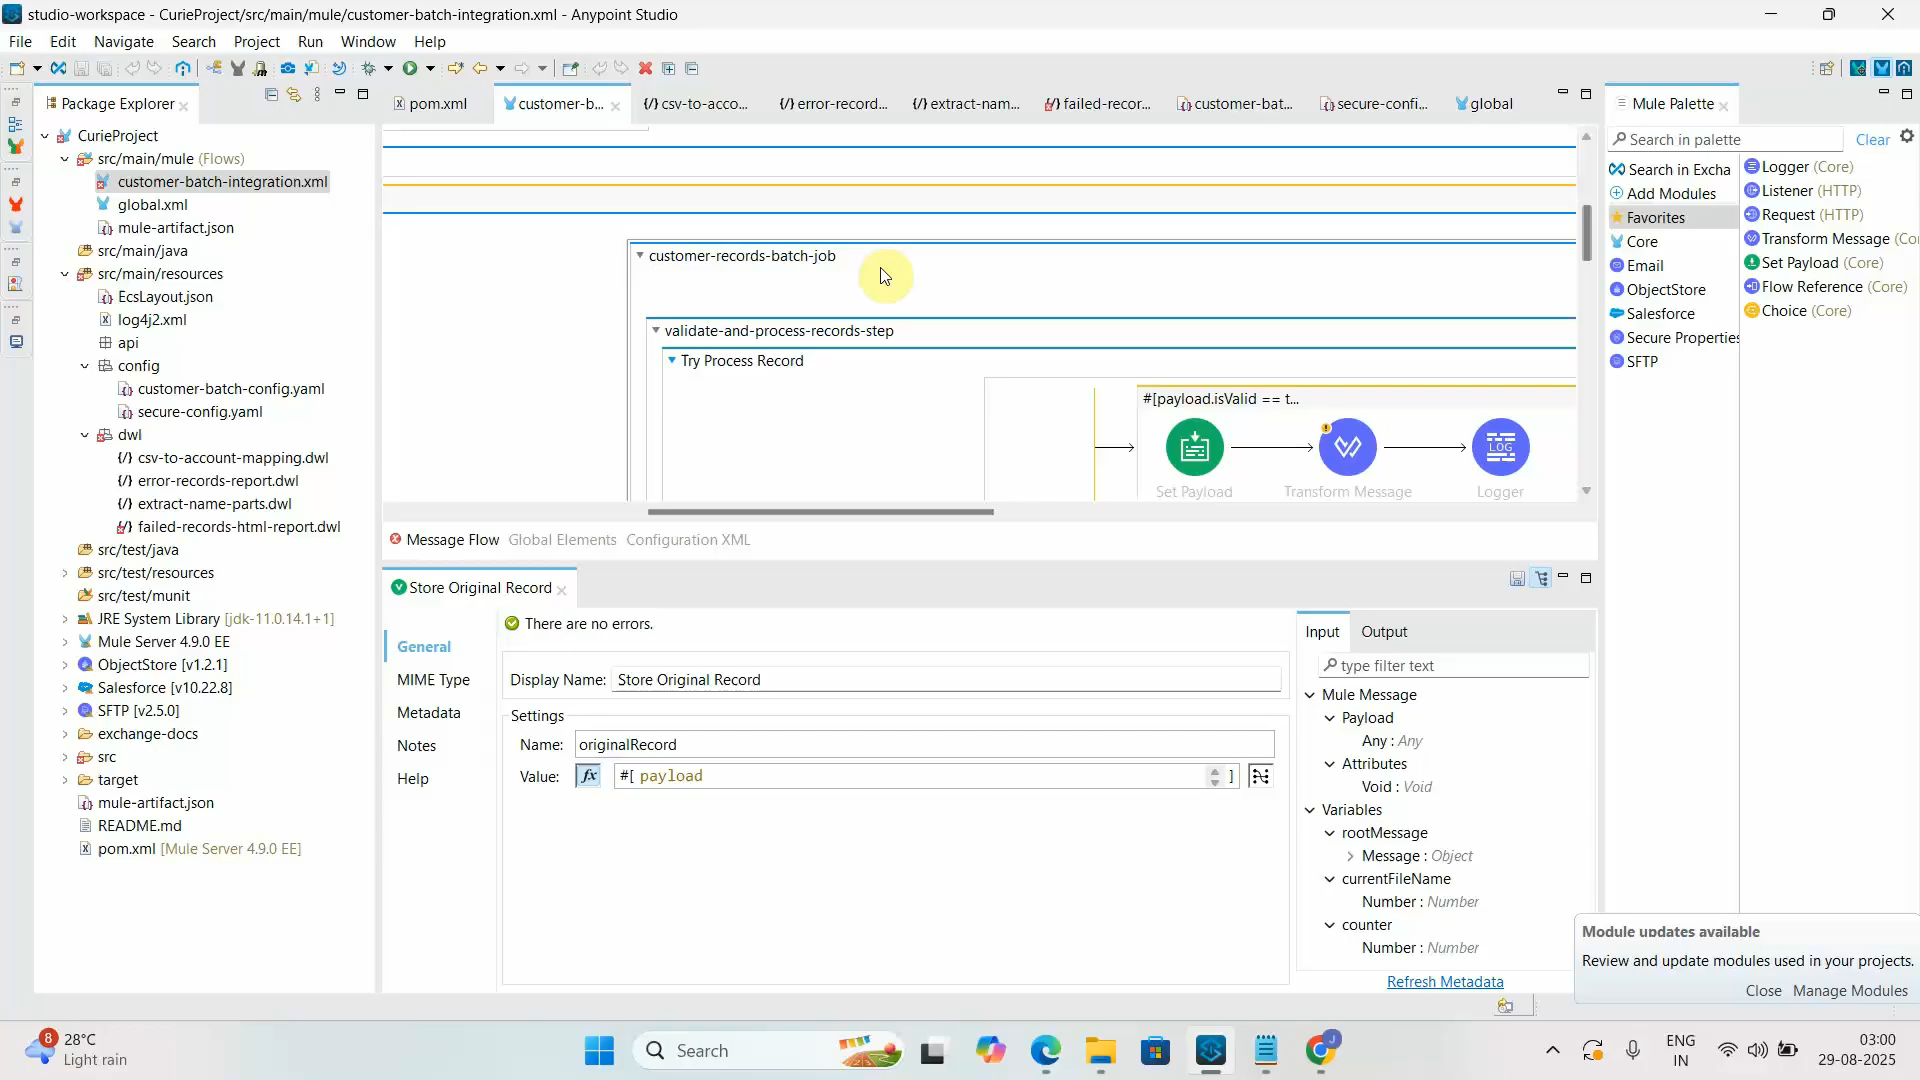 studio-workspace - CurieProject/src/main/mule/customer-batch-integration.xml - Anypoint Studio
File Edit Navigate Search Project Run Window Help
Package Explorer
pom.xml
customer-b...
csv-to-acco...
error-record...
extract-nam...
failed-recor...
customer-bat...
secure-confi...
global
Mule Palette
CurieProject
src/main/mule (Flows)
customer-batch-integration.xml
global.xml
mule-artifact.json
src/main/java
src/main/resources
EcsLayout.json
log4j2.xml
api
config
customer-batch-config.yaml
secure-config.yaml
dwl
csv-to-account-mapping.dwl
error-records-report.dwl
extract-name-parts.dwl
failed-records-html-report.dwl
src/test/java
src/test/resources
src/test/munit
JRE System Library [jdk-11.0.14.1+1]
Mule Server 4.9.0 EE
ObjectStore [v1.2.1]
Salesforce [v10.22.8]
SFTP [v2.5.0]
exchange-docs
src
target
mule-artifact.json
README.md
pom.xml [Mule Server 4.9.0 EE]
customer-records-batch-job
validate-and-process-records-step
Try Process Record
#[payload.isValid == t...
LOG
Set Payload
Transform Message
Logger
Message Flow Global Elements Configuration XML
Store Original Record
There are no errors.
General
MIME Type
Metadata
Notes
Help
Display Name: Store Original Record
Settings
Name: originalRecord
Value: fx #[ payload ]
Input Output
type filter text
Mule Message
Payload
Any : Any
Attributes
Void : Void
Variables
rootMessage
Message : Object
currentFileName
Number : Number
counter
Number : Number
Refresh Metadata
Search in palette
Clear
Search in Excha
Add Modules
Favorites
Core
Email
ObjectStore
Salesforce
Secure Properties
SFTP
Logger (Core)
Listener (HTTP)
Request (HTTP)
Transform Message (Co
Set Payload (Core)
Flow Reference (Core)
Choice (Core)
Module updates available
Review and update modules used in your projects.
Close Manage Modules
8
28°C
Light rain
Search
J
ENG
IN
03:00
29-08-2025